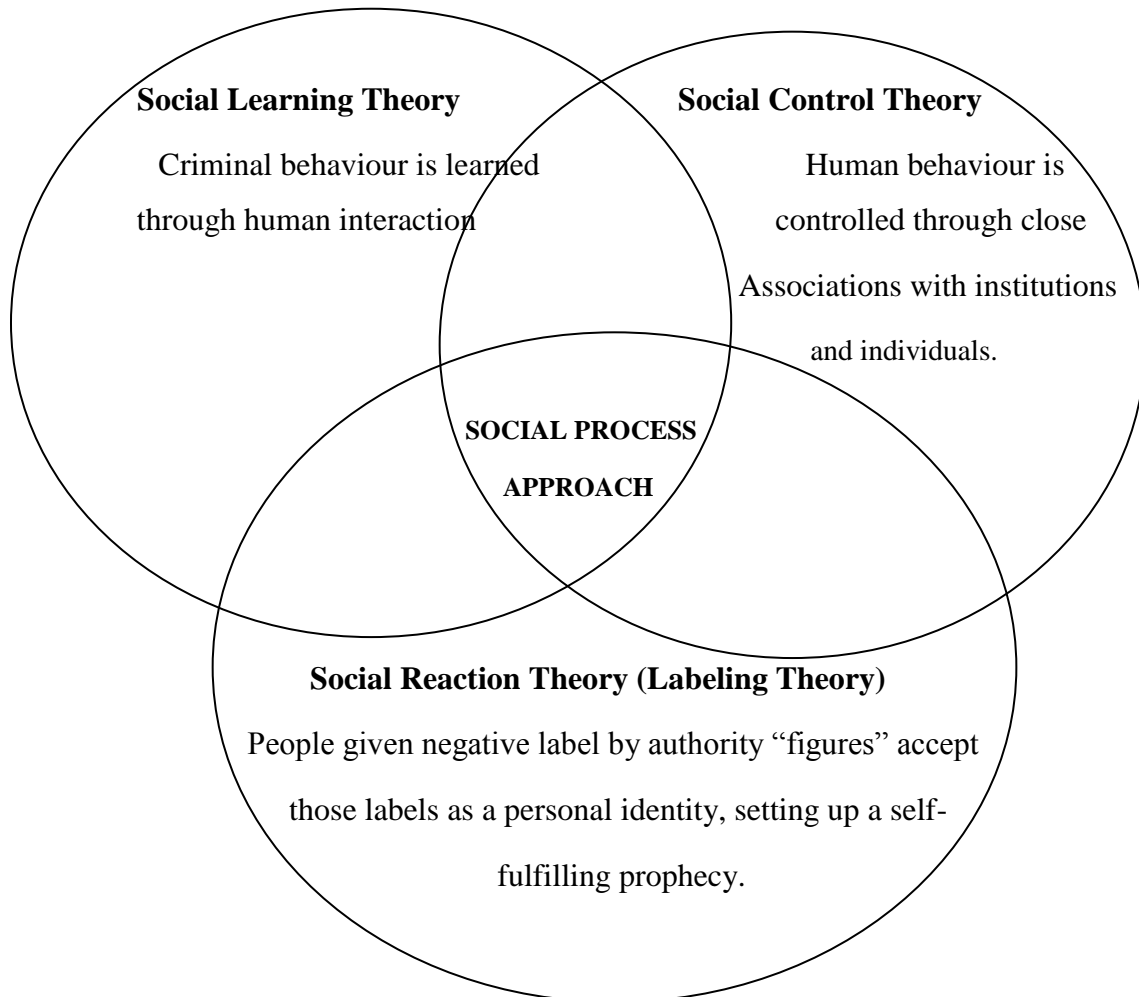 Social Learning Theory
Criminal behaviour is learned
through human interaction
Social Control Theory
Human behaviour is
controlled through close
Associations with institutions
and individuals.
SOCIAL PROCESS
APPROACH
Social Reaction Theory (Labeling Theory)
People given negative label by authority “figures” accept
those labels as a personal identity, setting up a self-
fulfilling prophecy.